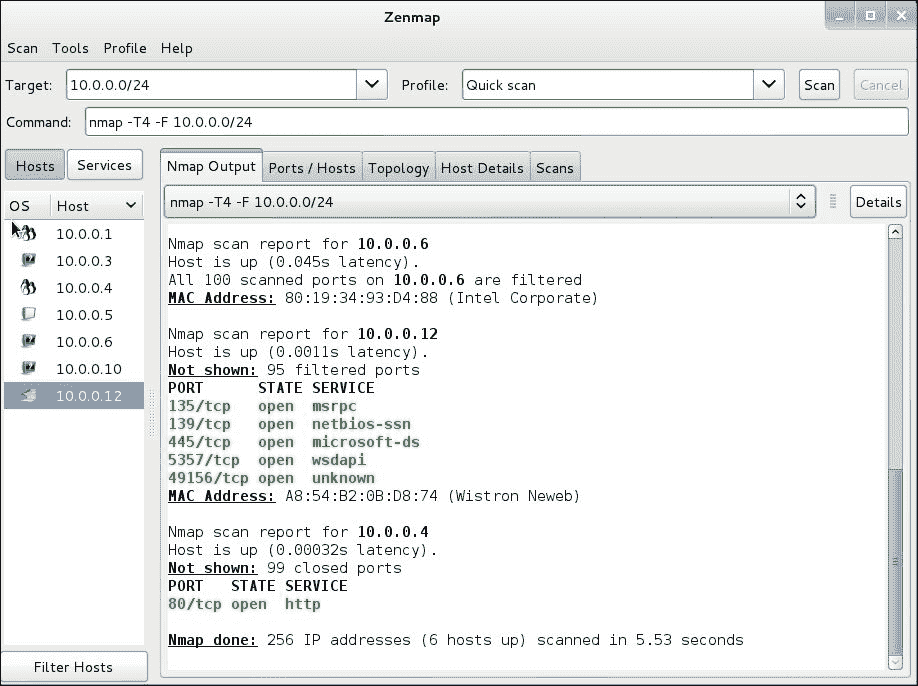 Zenmap
Scan Tools Profile Help
Target: 10.0.0.0/24 Profile: Quick scan Scan Cancel
Command: nmap -T4 -F 10.0.0.0/24
Hosts Services
OS Host
10.0.0.1
10.0.0.3
10.0.0.4
10.0.0.5
10.0.0.6
10.0.0.10
10.0.0.12
Filter Hosts
Nmap Output Ports / Hosts Topology Host Details Scans
nmap -T4 -F 10.0.0.0/24 Details
Nmap scan report for 10.0.0.6
Host is up (0.045s latency).
All 100 scanned ports on 10.0.0.6 are filtered
MAC Address: 80:19:34:93:D4:88 (Intel Corporate)
Nmap scan report for 10.0.0.12
Host is up (0.0011s latency).
Not shown: 95 filtered ports
PORT STATE SERVICE
135/tcp open msrpc
139/tcp open netbios-ssn
445/tcp open microsoft-ds
5357/tcp open wsdapi
49156/tcp open unknown
MAC Address: A8:54:B2:0B:D8:74 (Wistron Neweb)
Nmap scan report for 10.0.0.4
Host is up (0.00032s latency).
Not shown: 99 closed ports
PORT STATE SERVICE
80/tcp open http
Nmap done: 256 IP addresses (6 hosts up) scanned in 5.53 seconds